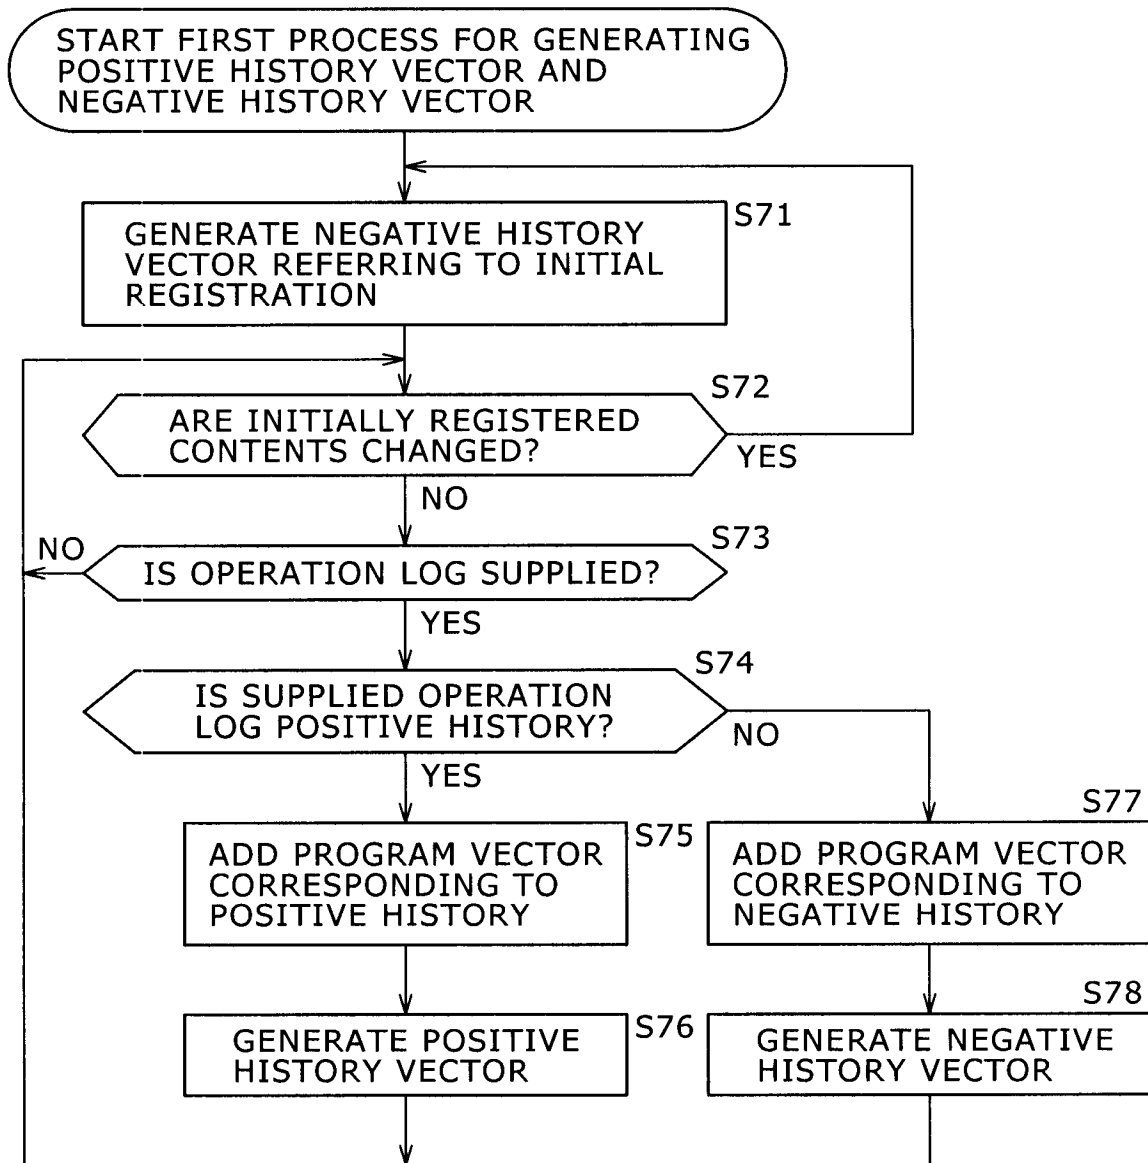 START FIRST PROCESS FOR GENERATING
POSITIVE HISTORY VECTOR AND
NEGATIVE HISTORY VECTOR
S71
GENERATE NEGATIVE HISTORY
VECTOR REFERRING TO INITIAL
REGISTRATION
S72
ARE INITIALLY REGISTERED
CONTENTS CHANGED?
YES
NO
S73
NO
IS OPERATION LOG SUPPLIED?
YES
S74
IS SUPPLIED OPERATION
LOG POSITIVE HISTORY?
NO
YES
S75
ADD PROGRAM VECTOR
CORRESPONDING TO
POSITIVE HISTORY
S77
ADD PROGRAM VECTOR
CORRESPONDING TO
NEGATIVE HISTORY
S76
GENERATE POSITIVE
HISTORY VECTOR
S78
GENERATE NEGATIVE
HISTORY VECTOR